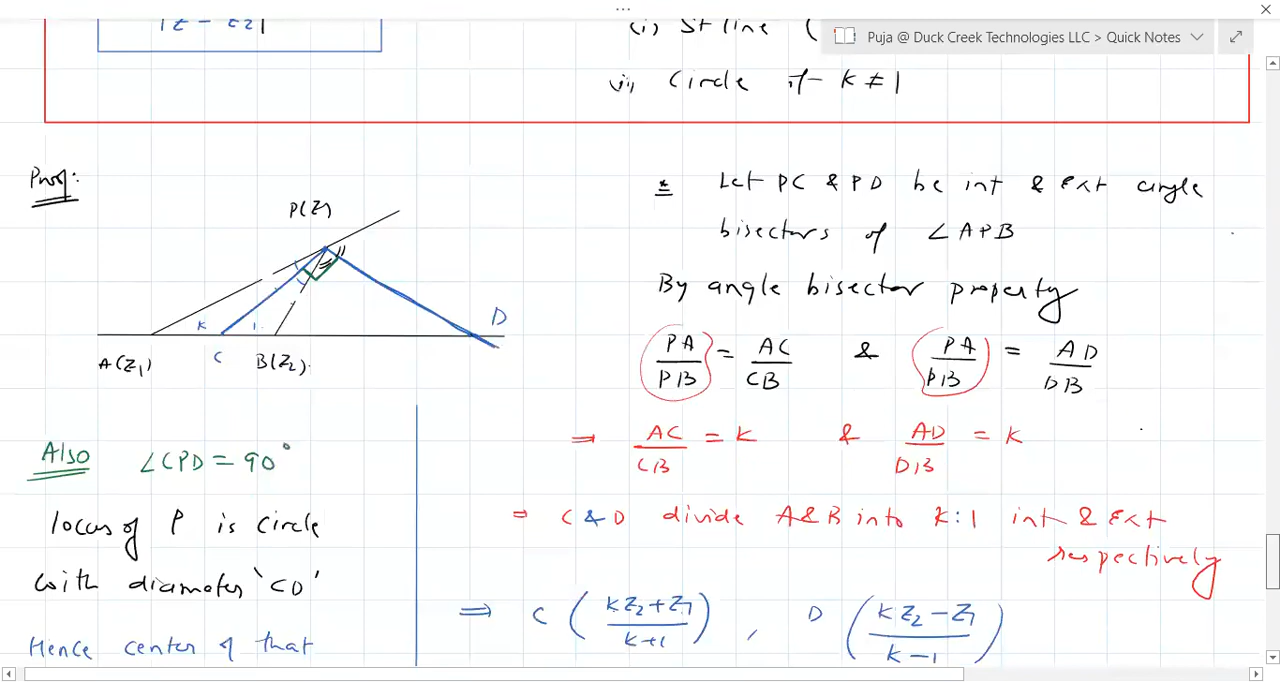 |z - z2|
(i) St line (
Puja @ Duck Creek Technologies LLC > Quick Notes
ii, Circle if K ≠ 1
Proof:
P(Z)
K
1
A(Z1)
C
B(Z2)
D
* Let PC & PD be int & Ext angle
bisectors of ∠APB
By angle bisector property
PA/PB = AC/CB & PA/PB = AD/DB
⇒ AC/CB = K & AD/DB = K
⇒ C & D divide A&B into K:1 int & Ext
respectively
⇒ C ( (kZ2+Z1)/(k+1) ) , D ( (kZ2-Z1)/(k-1) )
Also ∠CPD = 90°
locus of P is circle
with diameter 'CD'
Hence center of that